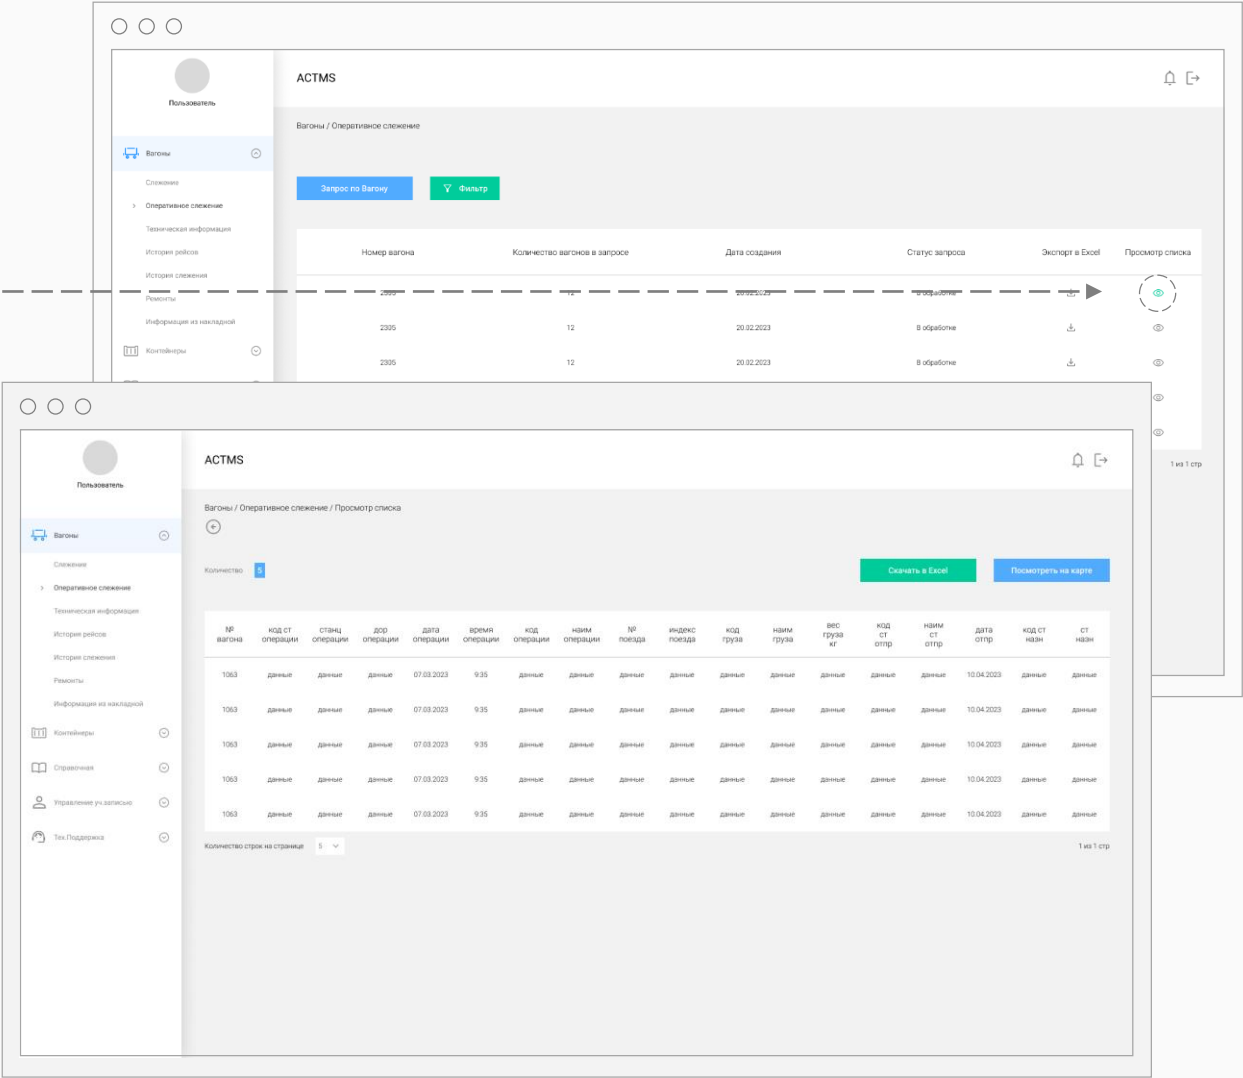 ACTMS
Пользователь
Вагоны / Оперативное слежение
Вагоны
Слежение
Запрос по Вагону
Фильтр
Оперативное слежение
Техническая информация
История рейсов
Номер вагона Количество вагонов в запросе Дата создания Статус запроса Экспорт в Excel Просмотр списка
История слежения
2305 12 20.02.2023 В обработке
Ремонты
Информация из накладной
2305 12 20.02.2023 В обработке
Контейнеры
2305 12 20.02.2023 В обработке
1 из 1 стр
ACTMS
Пользователь
Вагоны / Оперативное слежение / Просмотр списка
Вагоны
Слежение
Количество 5
Скачать в Excel
Посмотреть на карте
Оперативное слежение
Техническая информация
История рейсов
История слежения
Ремонты
Информация из накладной
Контейнеры
Справочная
Управление уч.записью
Тех.Поддержка
№ вагона
код ст операции
станц операции
дор операции
дата операции
время операции
код операции
наим операции
№ поезда
индекс поезда
код груза
наим груза
вес груза кг
код ст отпр
наим ст отпр
дата отпр
код ст назн
ст назн
1063 данные данные данные 07.03.2023 9:35 данные данные данные данные данные данные данные данные данные 10.04.2023 данные данные
1063 данные данные данные 07.03.2023 9:35 данные данные данные данные данные данные данные данные данные 10.04.2023 данные данные
1063 данные данные данные 07.03.2023 9:35 данные данные данные данные данные данные данные данные данные 10.04.2023 данные данные
1063 данные данные данные 07.03.2023 9:35 данные данные данные данные данные данные данные данные данные 10.04.2023 данные данные
1063 данные данные данные 07.03.2023 9:35 данные данные данные данные данные данные данные данные данные 10.04.2023 данные данные
Количество строк на странице 5
1 из 1 стр